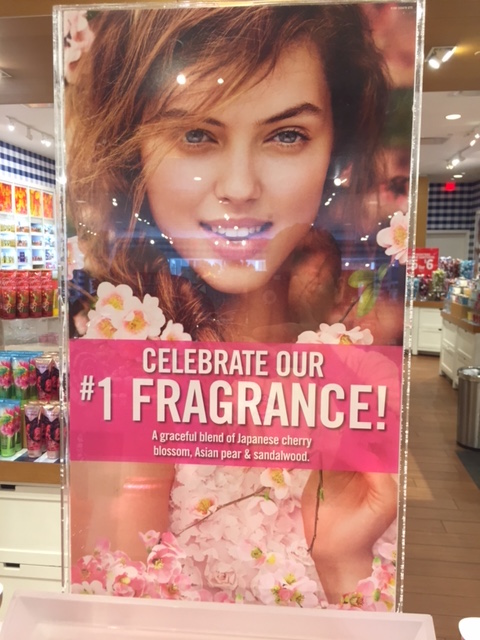 CELEBRATE OUR
#1 FRAGRANCE!
A graceful blend of Japanese cherry
blossom, Asian pear & sandalwood.